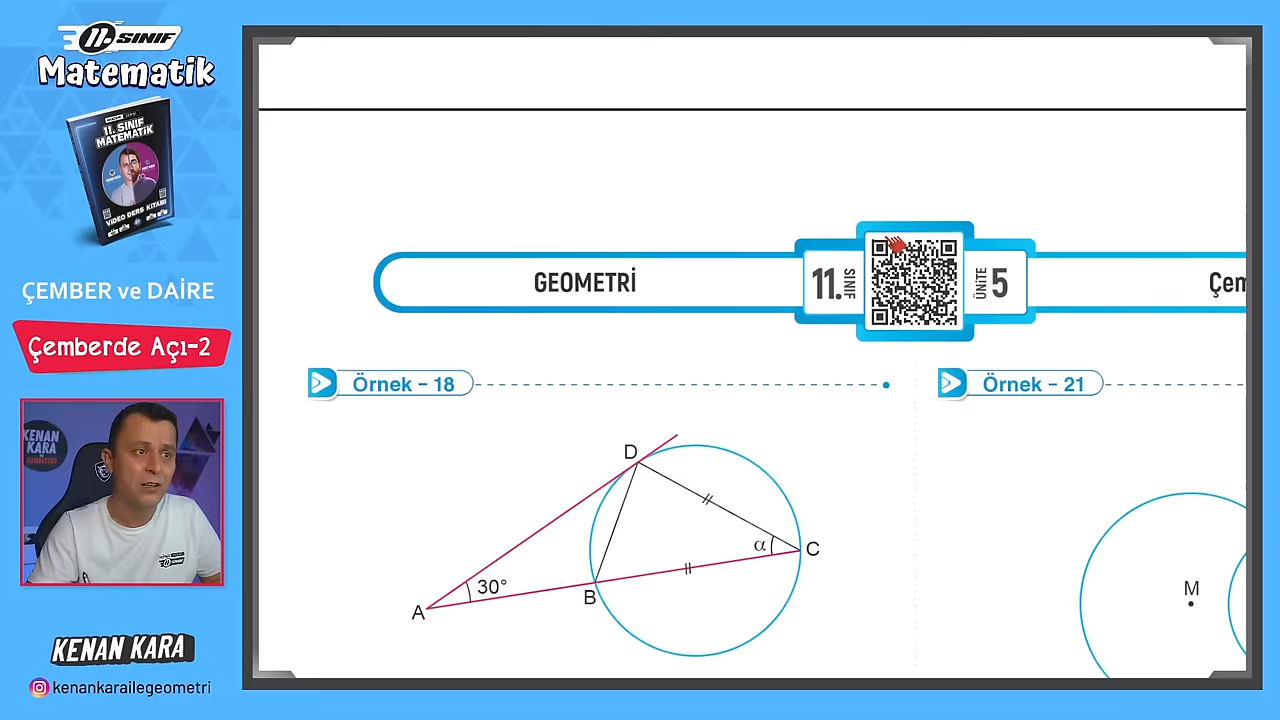 11. SINIF
Matematik
11. SINIF
MATEMATİK
VİDEO DERS KİTABI
ÇEMBER ve DAİRE
Çemberde Açı-2
KENAN
KARA
GEOMETRİ
KENAN KARA
kenankarailegeometri
GEOMETRİ
11.
SINIF
ÜNİTE
5
Çem
Örnek - 18
Örnek - 21
D
α
C
30°
A
B
M